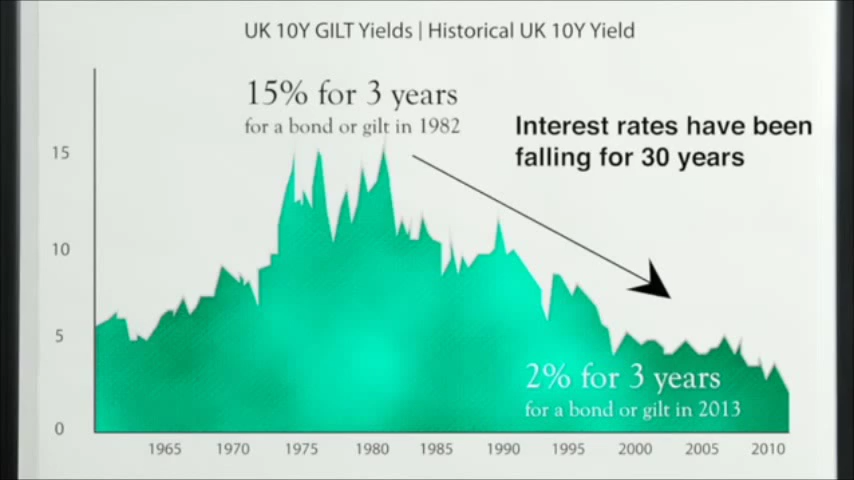 UK 10Y GILT Yields | Historical UK 10Y Yield
15% for 3 years
for a bond or gilt in 1982
Interest rates have been
falling for 30 years
15
10
5
0
2% for 3 years
for a bond or gilt in 2013
1965 1970 1975 1980 1985 1990 1995 2000 2005 2010